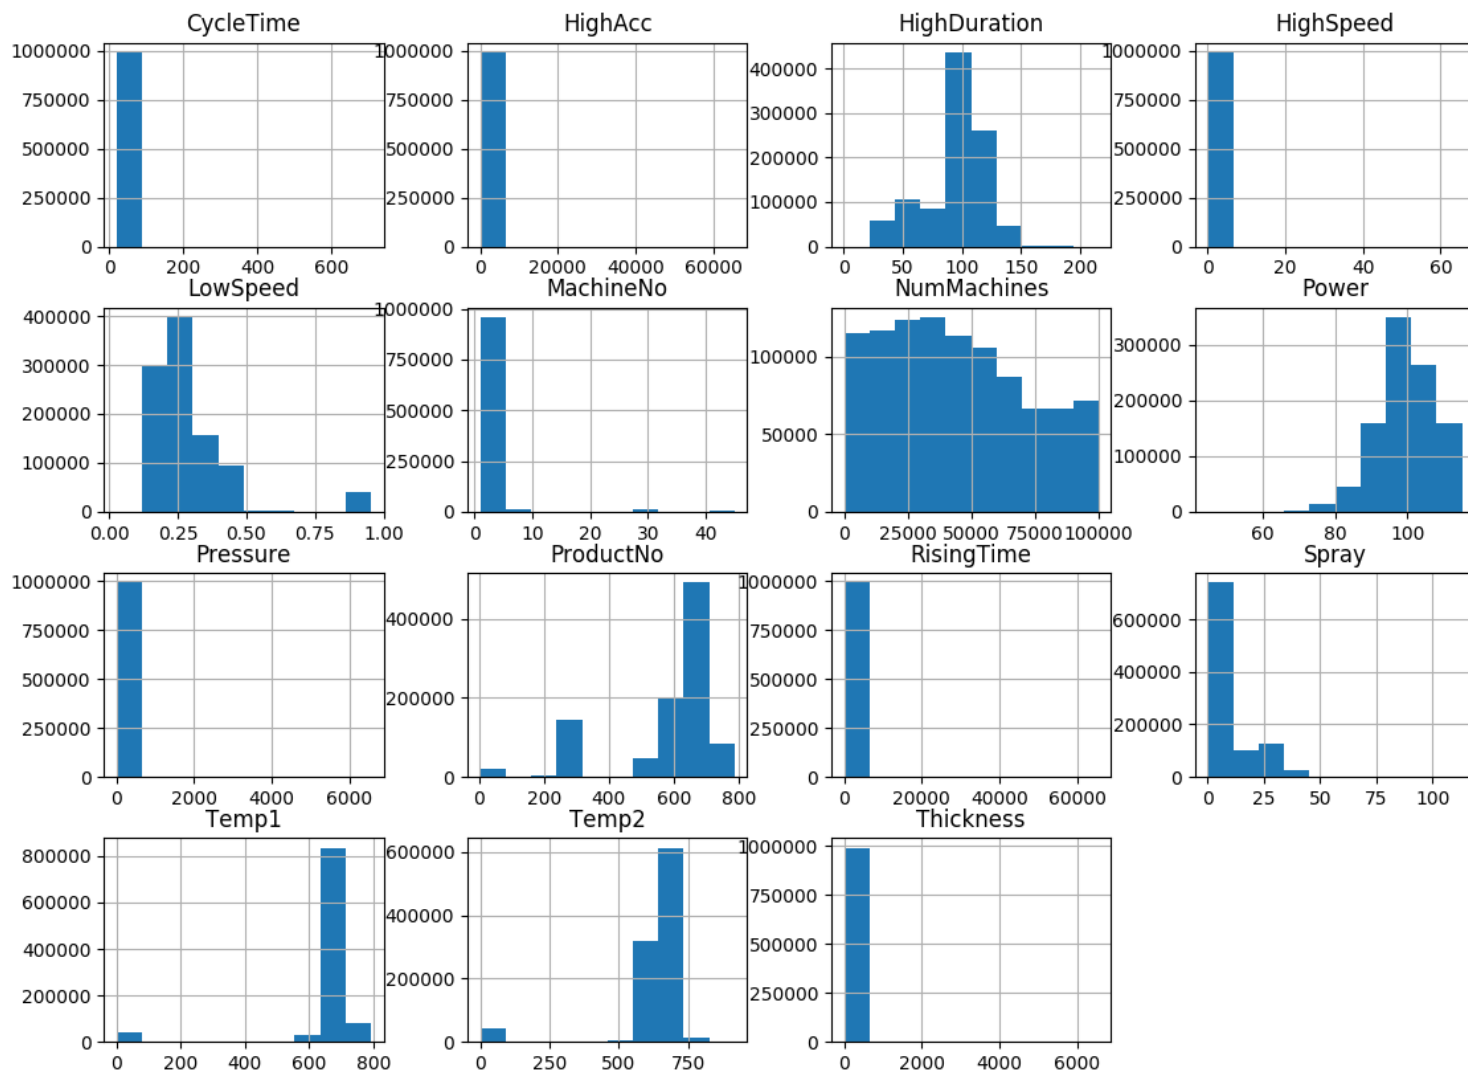 CycleTime HighAcc HighDuration HighSpeed
1000000 1000000 400000 1000000
750000 750000 300000 750000
500000 500000 200000 500000
250000 250000 100000 250000
0 0 0 0
0 200 400 600 0 20000 40000 60000 0 50 100 150 200 0 20 40 60
LowSpeed MachineNo NumMachines Power
400000 1000000 100000 300000
300000 750000 50000 200000
200000 500000 0 100000
100000 250000 0
0 0
0.00 0.25 0.50 0.75 1.00 0 10 20 30 40 0 25000 50000 75000 100000 60 80 100
Pressure ProductNo RisingTime Spray
1000000 400000 1000000 600000
750000 200000 750000 400000
500000 0 500000 200000
250000 250000 0
0 0
0 2000 4000 6000 0 200 400 600 800 0 20000 40000 60000 0 25 50 75 100
Temp1 Temp2 Thickness
800000 600000 1000000
600000 400000 750000
400000 200000 500000
200000 0 250000
0 0
0 200 400 600 800 0 250 500 750 0 2000 4000 6000